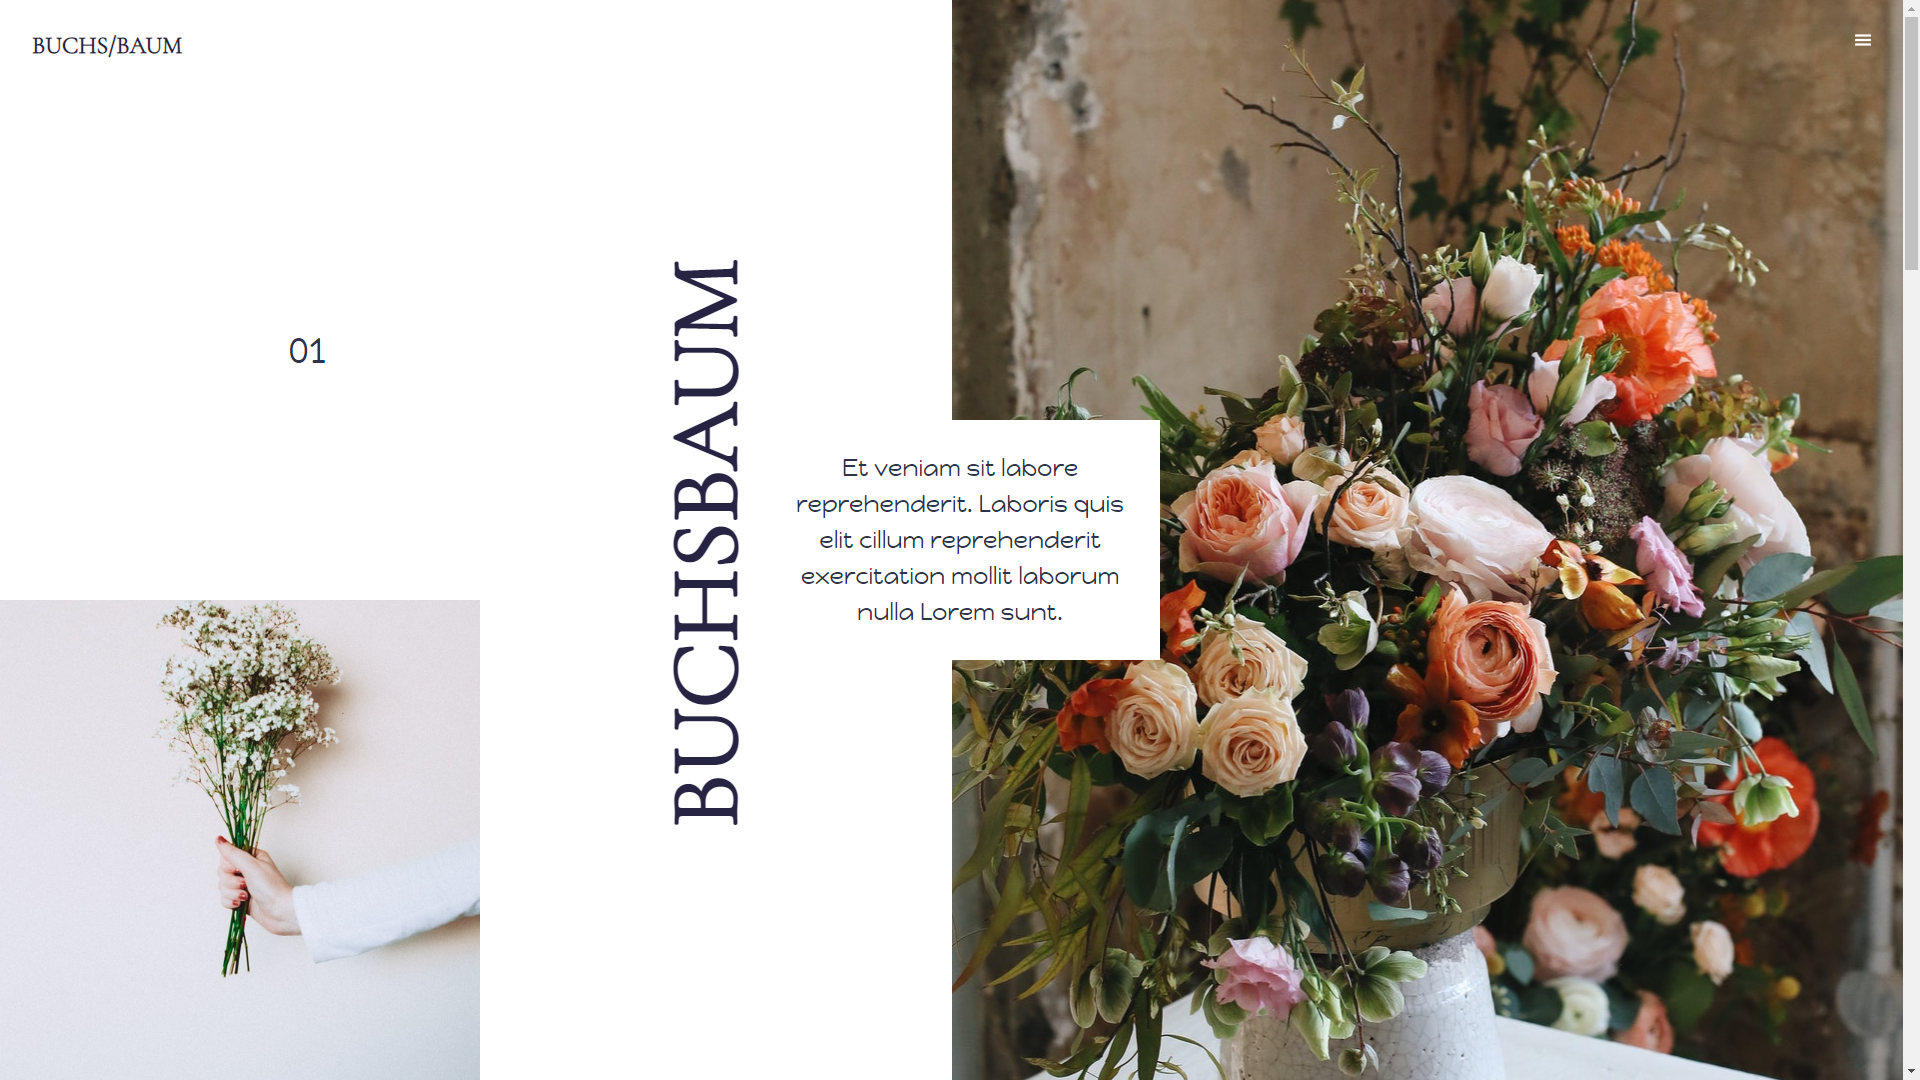 BUCHS/BAUM
01
BUCHSBAUM
Et veniam sit labore
reprehenderit. Laboris quis
elit cillum reprehenderit
exercitation mollit laborum
nulla Lorem sunt.